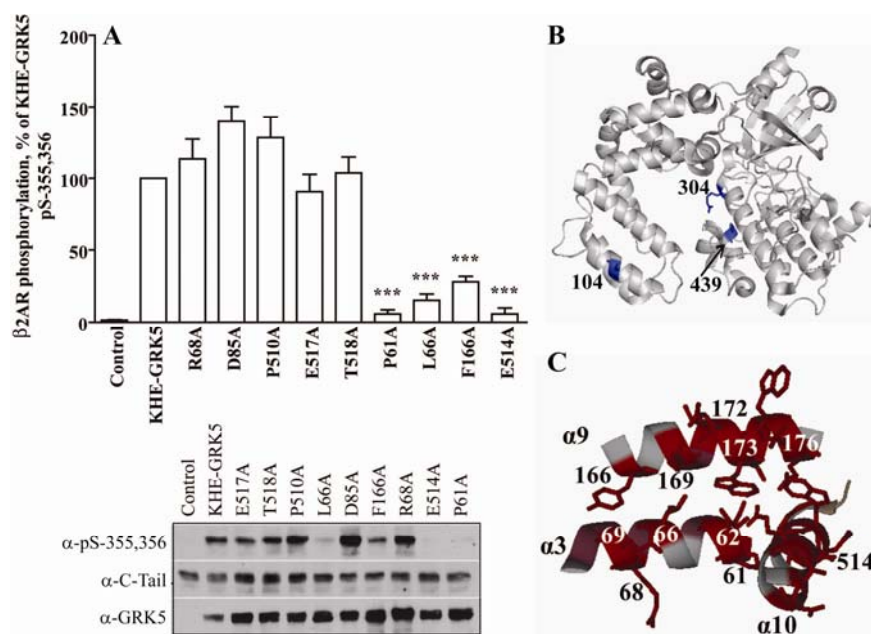 A
β2AR phosphorylation, % of KHE-GRK5
pS-355,356
200
150
100
50
0
Control
KHE-GRK5
R68A
D85A
P510A
E517A
T518A
P61A
L66A
F166A
E514A
***
***
***
***
Control
KHE-GRK5
E517A
T518A
P510A
L66A
D85A
F166A
R68A
E514A
P61A
α-pS-355,356
α-C-Tail
α-GRK5
B
304
104
439
C
α9
172
173
176
166
169
α3
69
66
62
61
68
514
α10